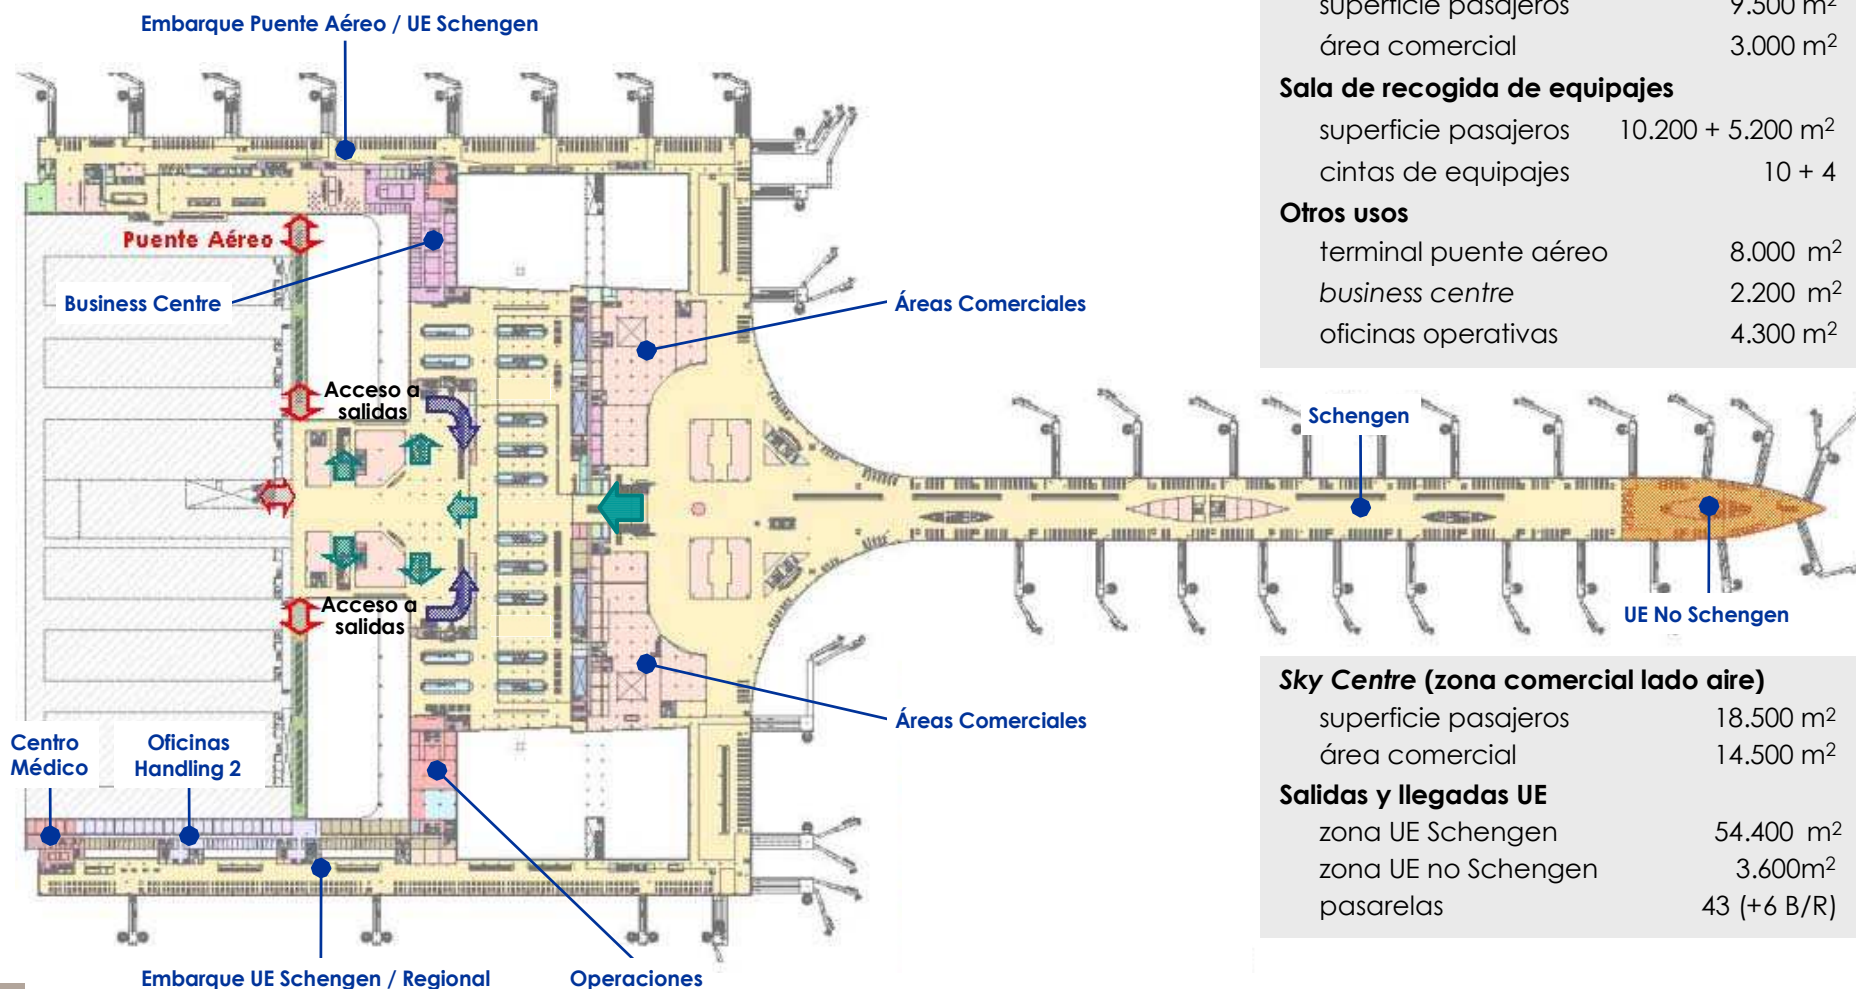 Embarque Puente Aéreo / UE Schengen
superficie pasajeros 9.500 m²
área comercial 3.000 m²
Sala de recogida de equipajes
superficie pasajeros 10.200 + 5.200 m²
cintas de equipajes 10 + 4
Otros usos
terminal puente aéreo 8.000 m²
business centre 2.200 m²
oficinas operativas 4.300 m²
Puente Aéreo
Business Centre
Áreas Comerciales
Acceso a
salidas
Schengen
Acceso a
salidas
UE No Schengen
Áreas Comerciales
Centro
Médico
Oficinas
Handling 2
Sky Centre (zona comercial lado aire)
superficie pasajeros 18.500 m²
área comercial 14.500 m²
Salidas y llegadas UE
zona UE Schengen 54.400 m²
zona UE no Schengen 3.600m²
pasarelas 43 (+6 B/R)
Embarque UE Schengen / Regional
Operaciones